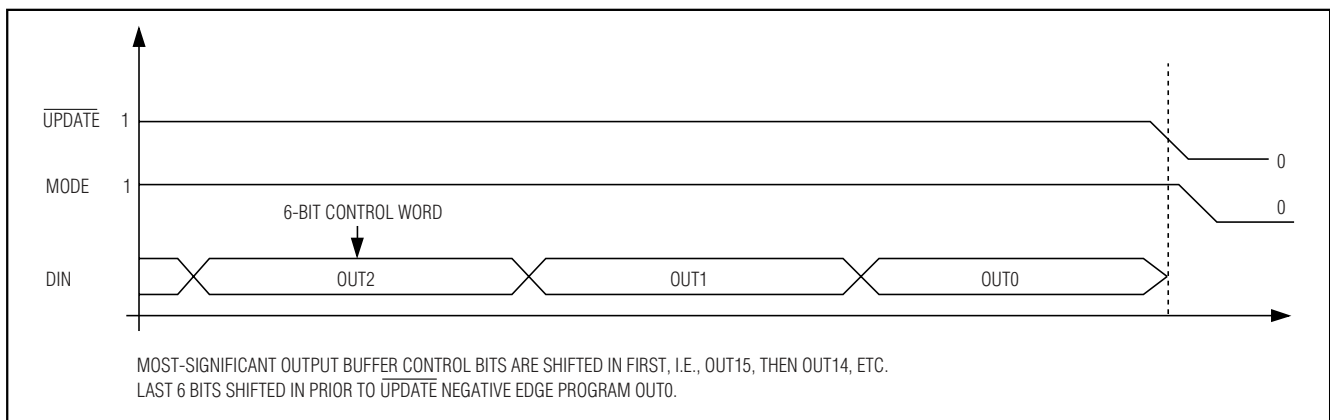 UPDATE 1
0
MODE 1
0
6-BIT CONTROL WORD
DIN OUT2 OUT1 OUT0
MOST-SIGNIFICANT OUTPUT BUFFER CONTROL BITS ARE SHIFTED IN FIRST, I.E., OUT15, THEN OUT14, ETC.
LAST 6 BITS SHIFTED IN PRIOR TO UPDATE NEGATIVE EDGE PROGRAM OUT0.